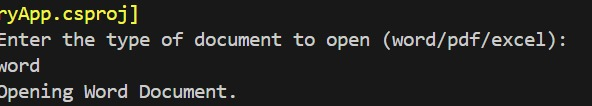 ryApp.csproj]
Enter the type of document to open (word/pdf/excel):
word
Opening Word Document.